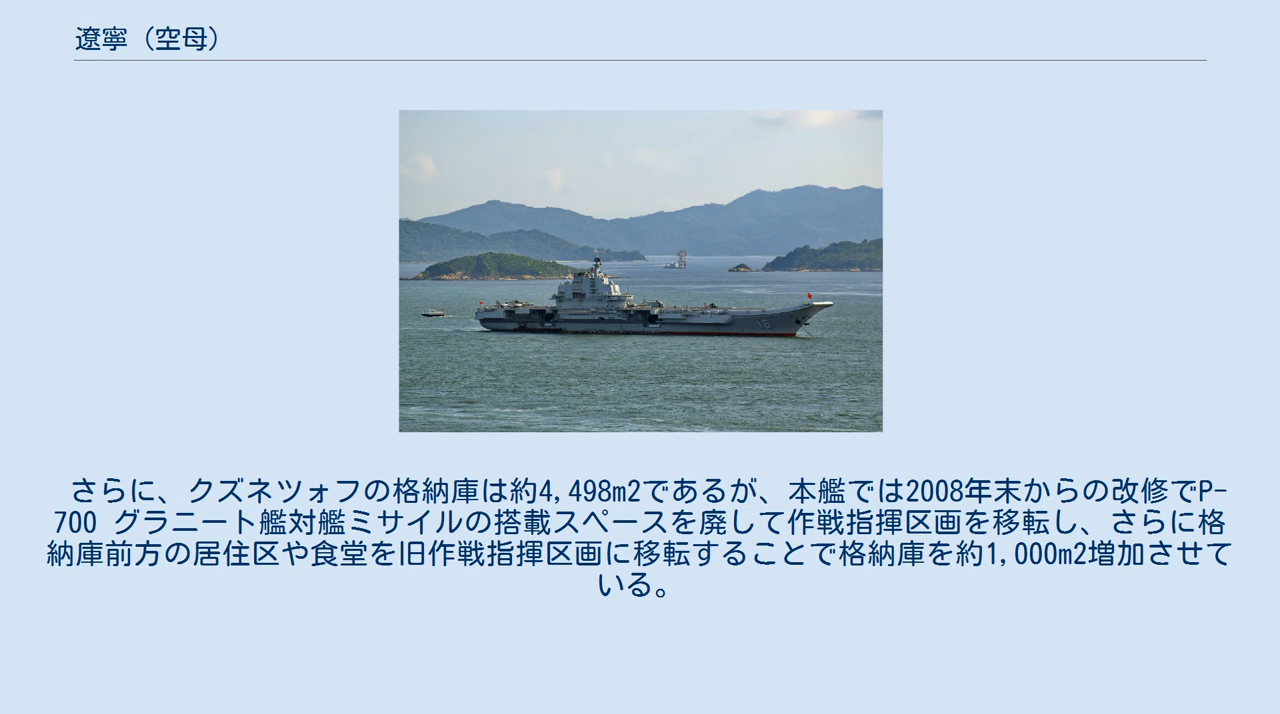 遼寧（空母）
16
さらに、クズネツォフの格納庫は約4,498m2であるが、本艦では2008年末からの改修でP-
700 グラニート艦対艦ミサイルの搭載スペースを廃して作戦指揮区画を移転し、さらに格
納庫前方の居住区や食堂を旧作戦指揮区画に移転することで格納庫を約1,000m2増加させて
いる。